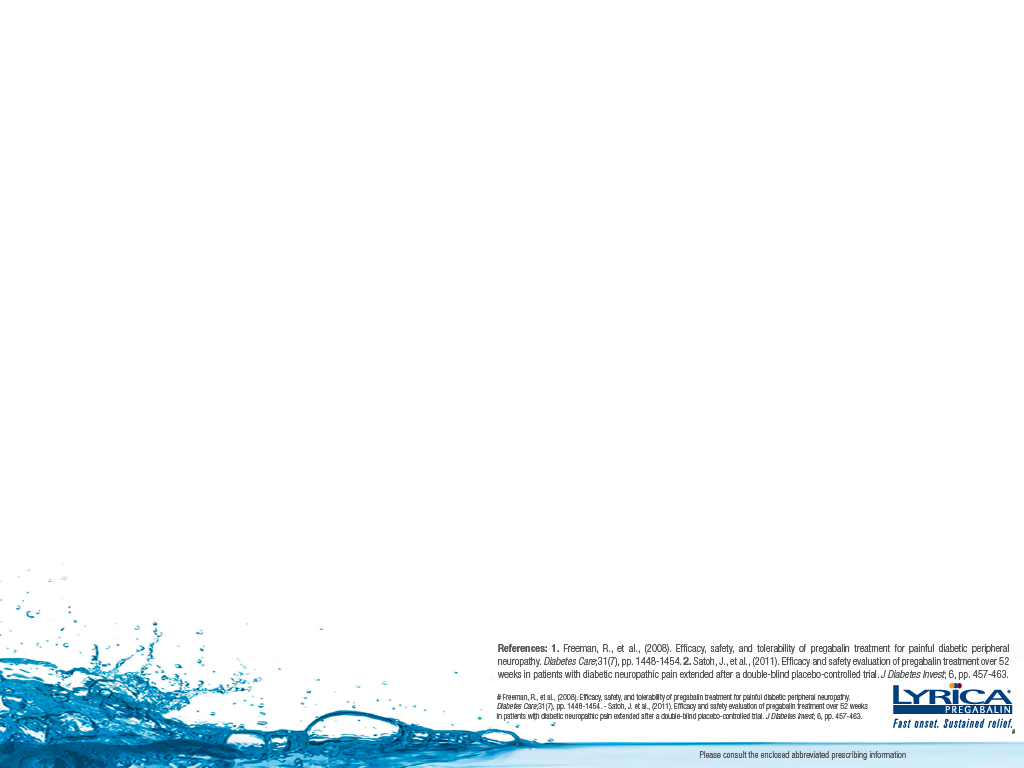 References: 1. Freeman, R., et al., (2008). Efficacy, safety, and tolerability of pregabalin treatment for painful diabetic peripheral
neuropathy. Diabetes Care;31(7), pp. 1448-1454. 2. Satoh, J., et al., (2011). Efficacy and safety evaluation of pregabalin treatment over 52
weeks in patients with diabetic neuropathic pain extended after a double-blind placebo-controlled trial. J Diabetes Invest; 6, pp. 457-463.
# Freeman, R., et al., (2008). Efficacy, safety, and tolerability of pregabalin treatment for painful diabetic peripheral neuropathy.
Diabetes Care;31(7), pp. 1448-1454. - Satoh, J. et al., (2011). Efficacy and safety evaluation of pregabalin treatment over 52 weeks
in patients with diabetic neuropathic pain extended after a double-blind placebo-controlled trial. J Diabetes Invest; 6, pp. 457-463.
LYRICA®
PREGABALIN
Fast onset. Sustained relief.
#
Please consult the enclosed abbreviated prescribing information